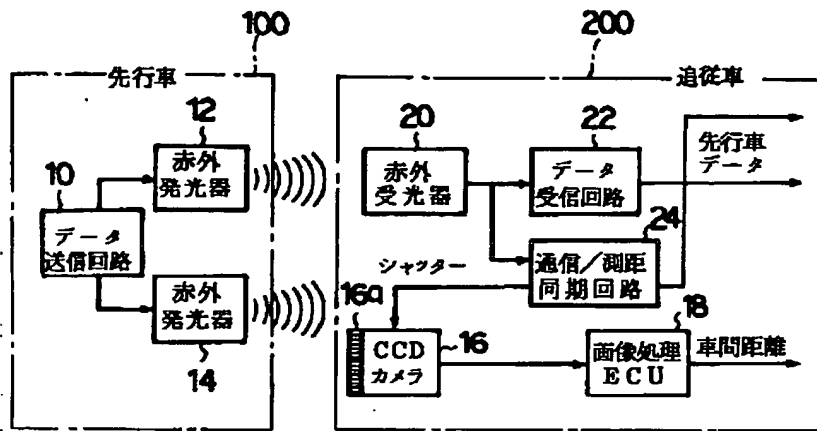 100
先行車
12
赤外
発光器
10
データ
送信回路
赤外
発光器
14
200
追従車
20
赤外
受光器
22
データ
受信回路
先行車
データ
24
通信/測距
同期回路
シャッター
16a
CCD
カメラ
16
18
画像処理
ECU
車間距離